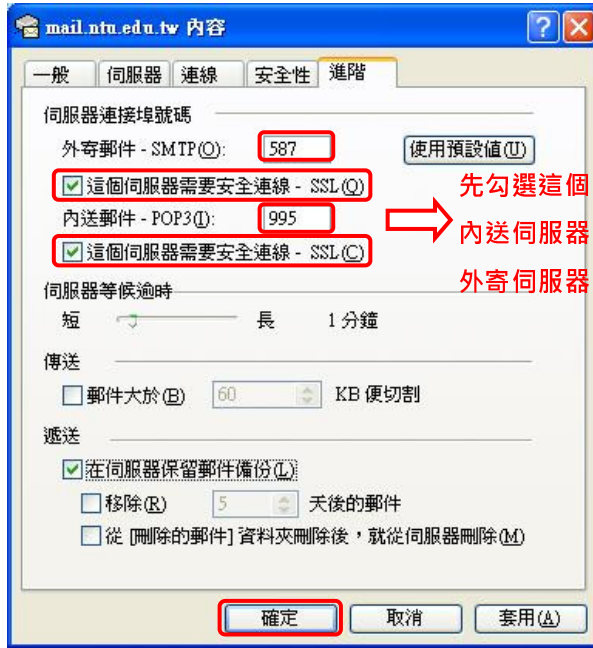 mail.ntu.edu.tw 內容
一般 伺服器 連線 安全性 進階
伺服器連接埠號碼
外寄郵件 - SMTP(O): 587 使用預設值(U)
這個伺服器需要安全連線 - SSL(Q)
先勾選這個
內送郵件 - POP3(I): 995
內送伺服器
這個伺服器需要安全連線 - SSL(C)
外寄伺服器
伺服器等候逾時
短 長 1 分鐘
傳送
郵件大於(B) 60 KB 便切割
遞送
在伺服器保留郵件備份(L)
移除(R) 5 天後的郵件
從 [刪除的郵件] 資料夾刪除後，就從伺服器刪除(M)
確定 取消 套用(A)